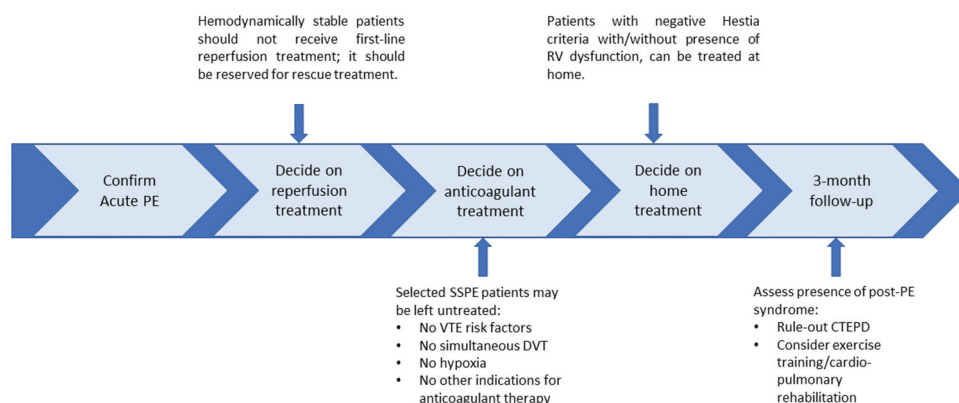 Hemodynamically stable patients
should not receive first-line
reperfusion treatment; it should
be reserved for rescue treatment.
Patients with negative Hestia
criteria with/without presence of
RV dysfunction, can be treated at
home.
Confirm
Acute PE
Decide on
reperfusion
treatment
Decide on
anticoagulant
treatment
Decide on
home
treatment
3-month
follow-up
Selected SSPE patients may
be left untreated:
• No VTE risk factors
• No simultaneous DVT
• No hypoxia
• No other indications for
anticoagulant therapy
Assess presence of post-PE
syndrome:
• Rule-out CTEPD
• Consider exercise
training/cardio-
pulmonary
rehabilitation